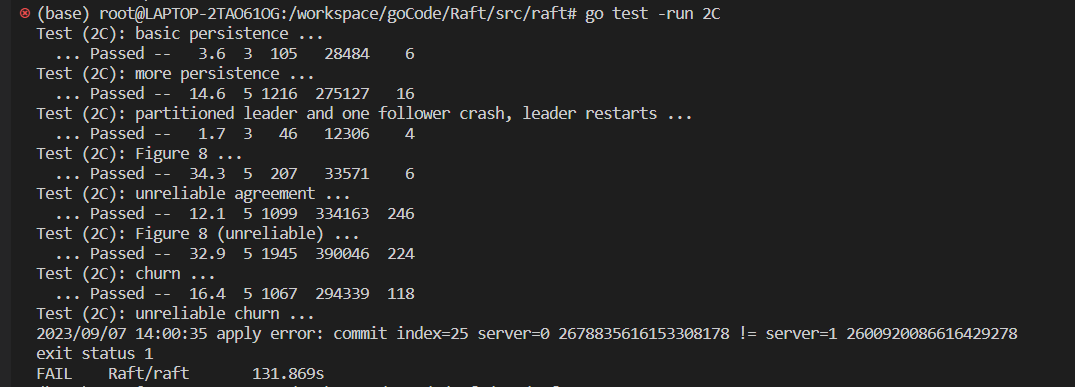 (base) root@LAPTOP-2TAO61OG:/workspace/goCode/Raft/src/raft# go test -run 2C
Test (2C): basic persistence ...
  ... Passed --   3.6  3  105   28484    6
Test (2C): more persistence ...
  ... Passed --  14.6  5 1216  275127   16
Test (2C): partitioned leader and one follower crash, leader restarts ...
  ... Passed --   1.7  3   46   12306    4
Test (2C): Figure 8 ...
  ... Passed --  34.3  5  207   33571    6
Test (2C): unreliable agreement ...
  ... Passed --  12.1  5 1099  334163  246
Test (2C): Figure 8 (unreliable) ...
  ... Passed --  32.9  5 1945  390046  224
Test (2C): churn ...
  ... Passed --  16.4  5 1067  294339  118
Test (2C): unreliable churn ...
2023/09/07 14:00:35 apply error: commit index=25 server=0 2678835616153308178 != server=1 2600920086616429278
exit status 1
FAIL    Raft/raft       131.869s